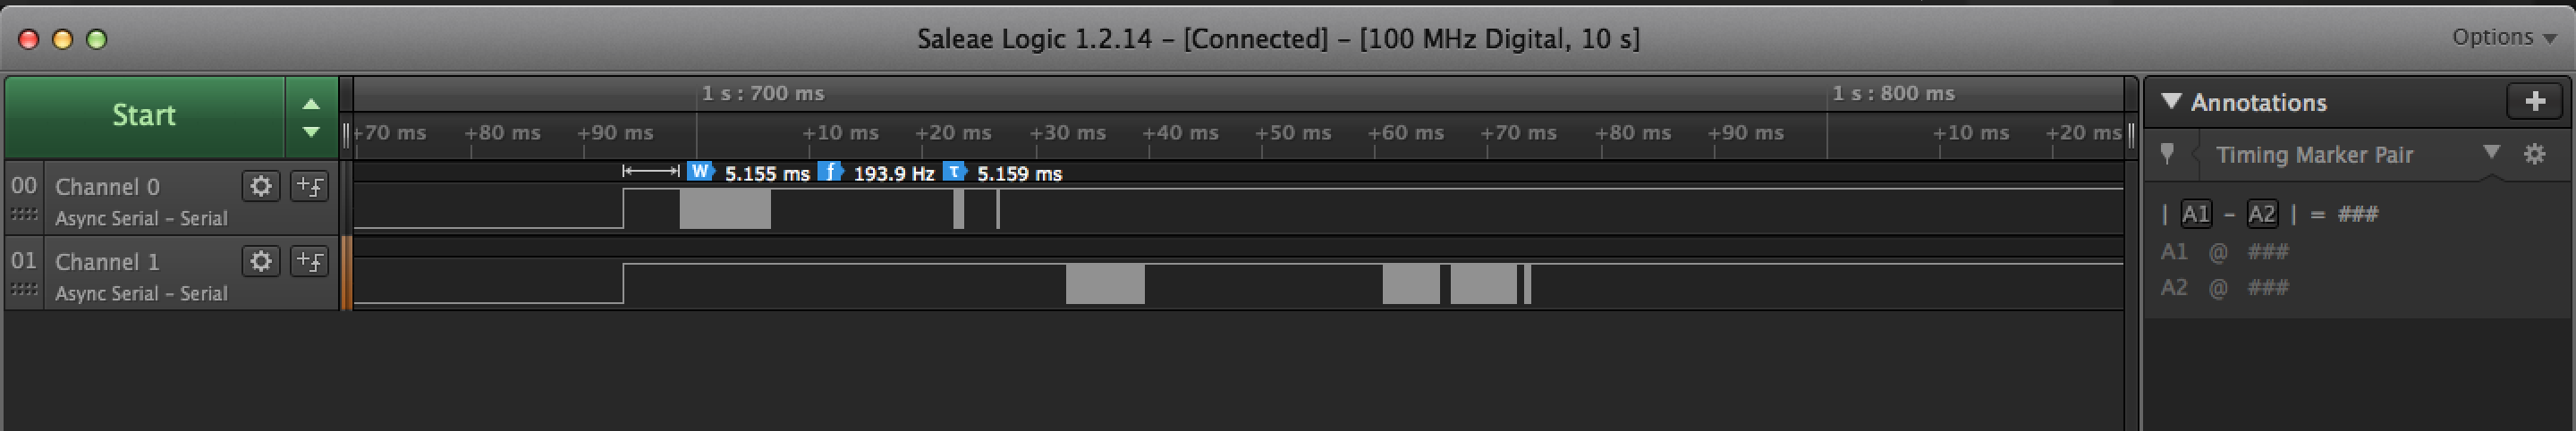 Saleae Logic 1.2.14 – [Connected] – [100 MHz Digital, 10 s]
Options
Start
1 s : 700 ms
1 s : 800 ms
+70 ms +80 ms +90 ms +10 ms +20 ms +30 ms +40 ms +50 ms +60 ms +70 ms +80 ms +90 ms +10 ms +20 ms
Annotations
00 Channel 0
Async Serial – Serial
W 5.155 ms f 193.9 Hz τ 5.159 ms
Timing Marker Pair
01 Channel 1
Async Serial – Serial
| A1 – A2 | = ###
A1 @ ###
A2 @ ###